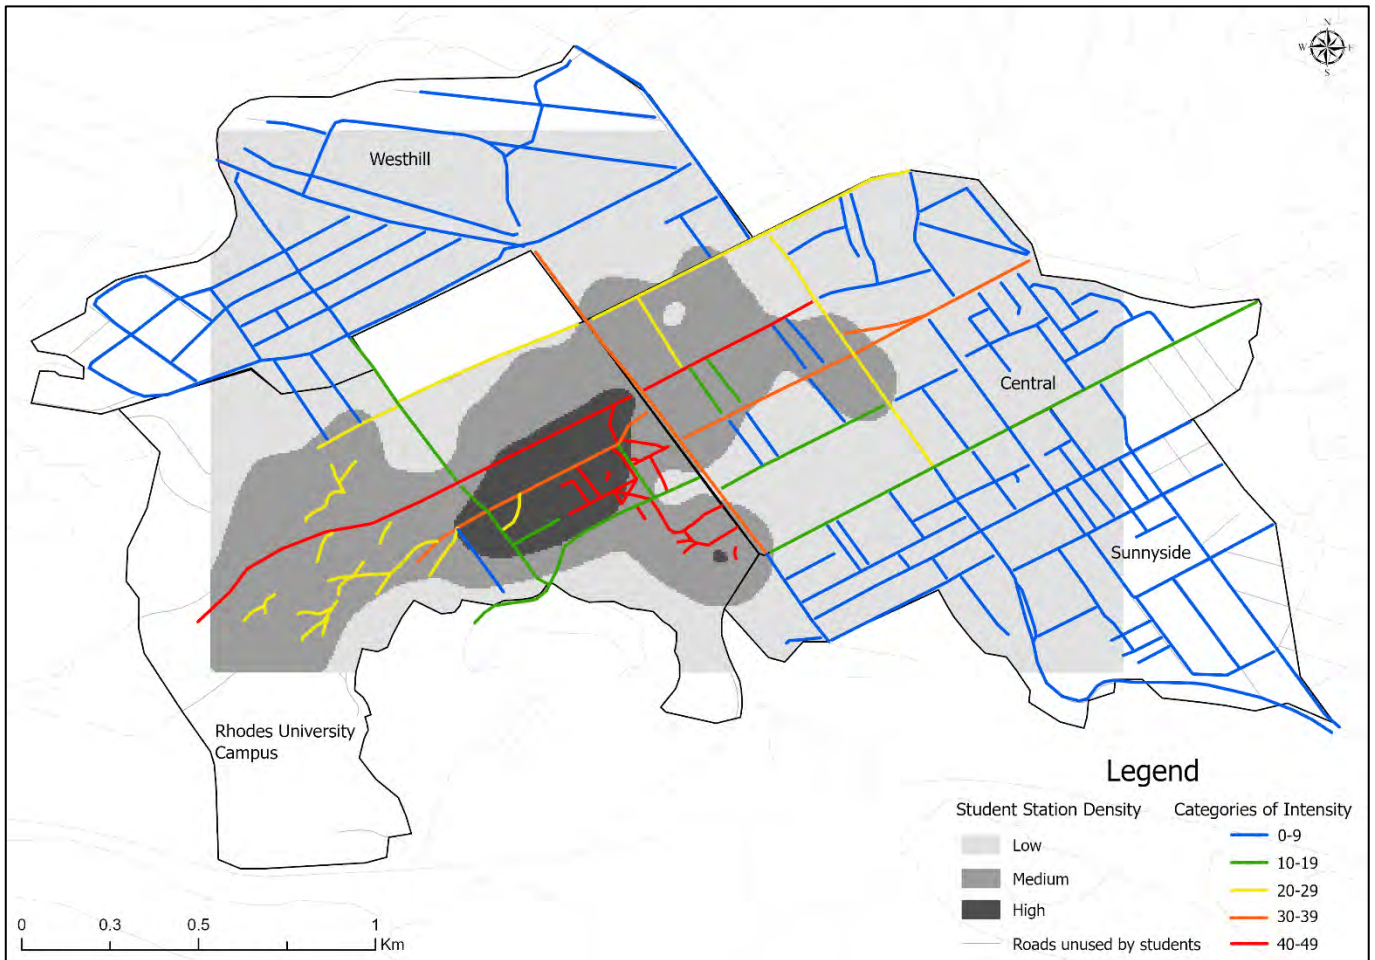 N
W E
S
Westhill
Central
Sunnyside
Rhodes University
Campus
Legend
Student Station Density
Low
Medium
High
Roads unused by students
Categories of Intensity
0-9
10-19
20-29
30-39
40-49
0 0.3 0.5 1
Km